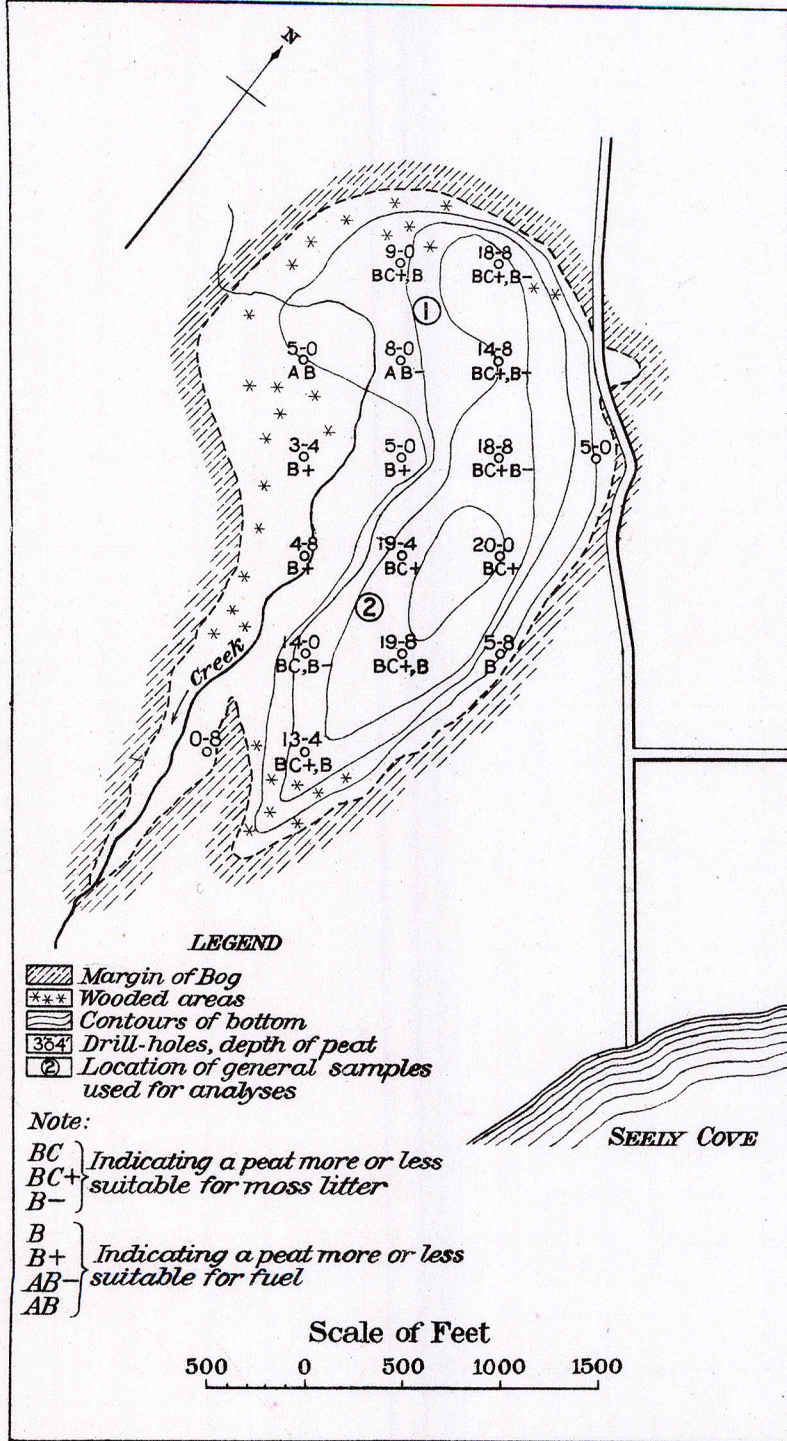 N
9-0
BC+,B
18-8
BC+,B-
1
5-0
AB
8-0
AB-
14-8
BC+,B+
3-4
B+
5-0
B+
18-8
BC+B-
5-0
4-8
B+
19-4
BC+
20-0
BC+
2
14-0
BC,B-
19-8
BC+,B
5-8
B
Creek
0-8
13-4
BC+,B
LEGEND
Margin of Bog
Wooded areas
Contours of bottom
3-4 Drill-holes, depth of peat
2 Location of general samples
used for analyses
Note:
BC
BC+
B-
Indicating a peat more or less
suitable for moss litter
B
B+
AB-
AB
Indicating a peat more or less
suitable for fuel
SEELY COVE
Scale of Feet
500 0 500 1000 1500